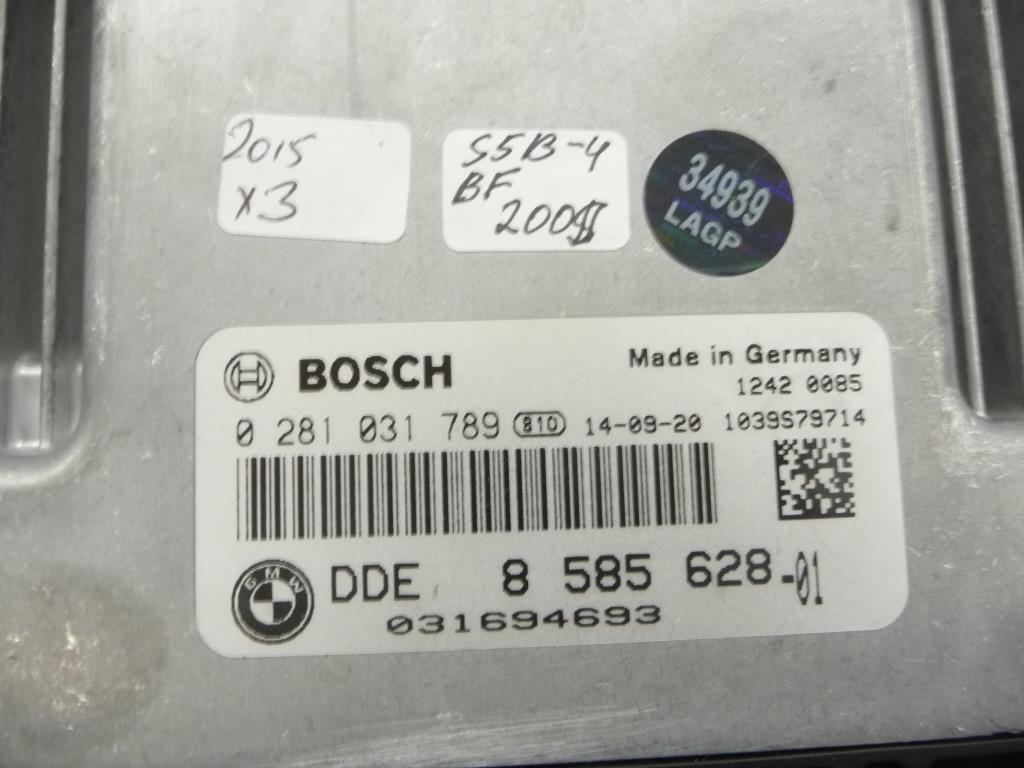 2015
X3
S5B-4
BF
200$
34939
LAGP
BOSCH
Made in Germany
1242 0085
0 281 031 789 810 14-09-20 1039S79714
BMW
DDE 8 585 628-01
031694693